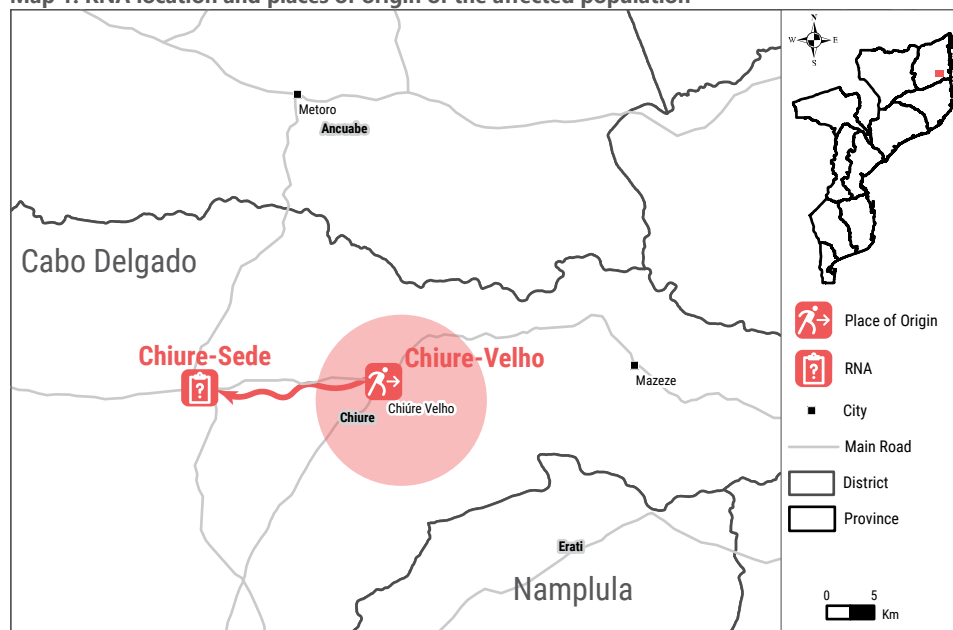 Map 1. RNA location and places of origin of the affected population
Metoro
Ancuabe
Cabo Delgado
Chiure-Sede
Chiure-Velho
Chiúre Velho
Chiure
Mazeze
Erati
Namplula
N
W
E
S
Place of Origin
RNA
City
Main Road
District
Province
0 5
Km